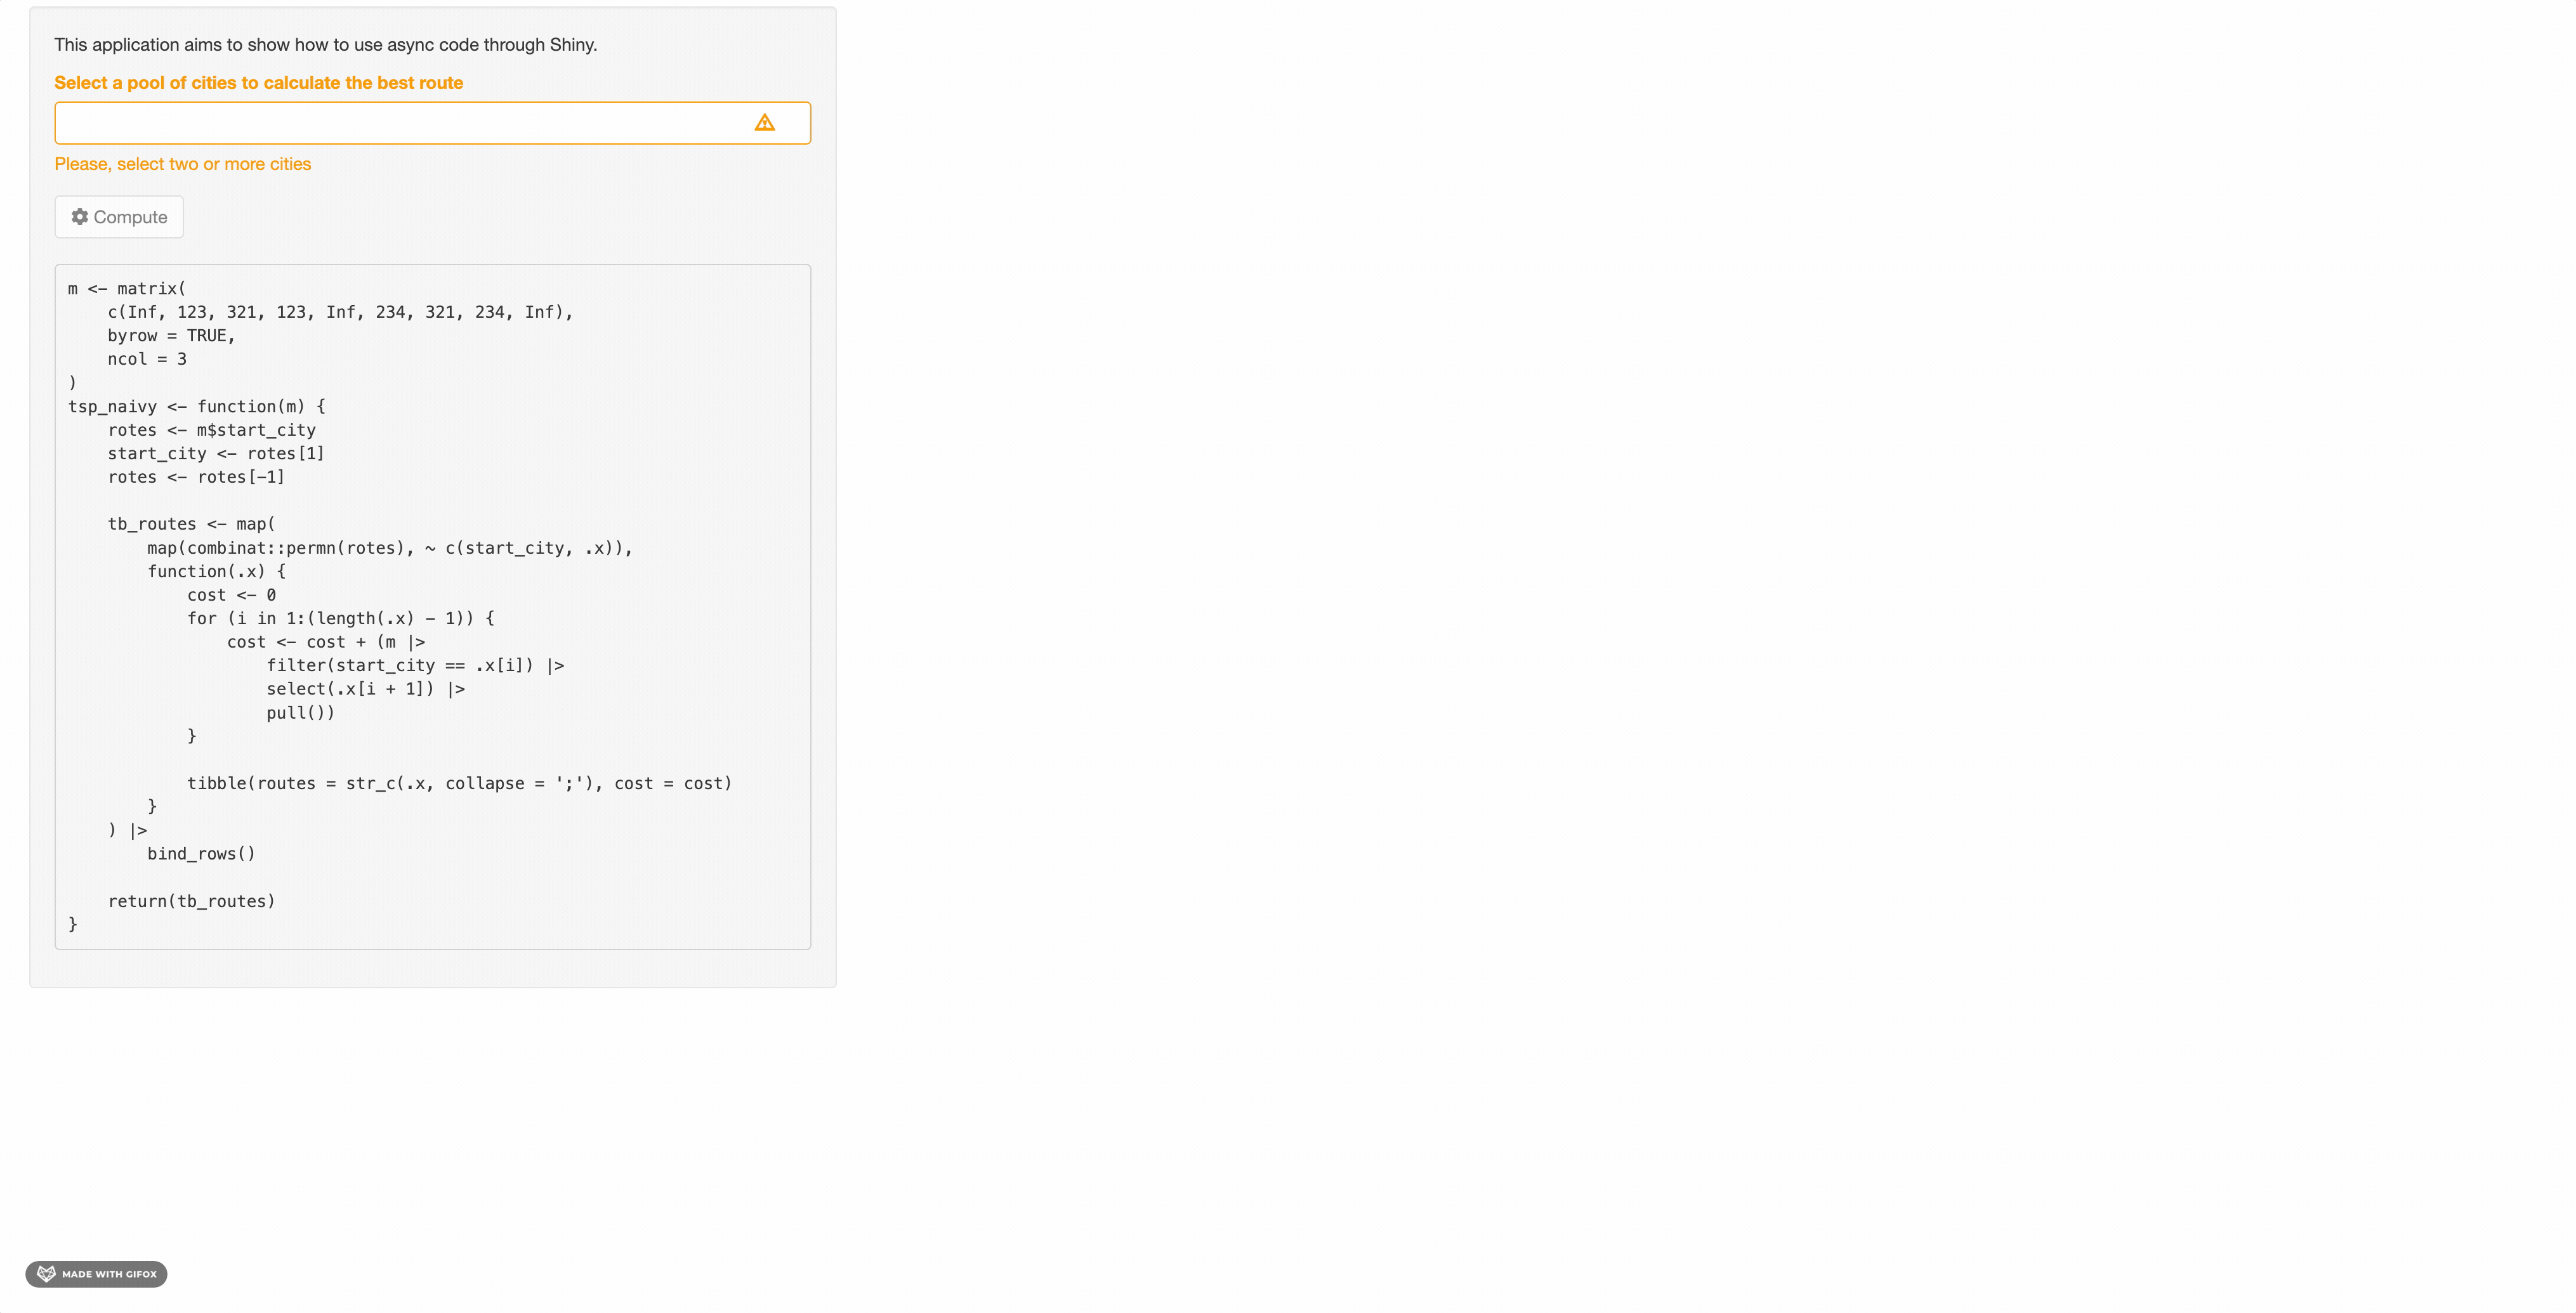 This application aims to show how to use async code through Shiny.
Select a pool of cities to calculate the best route
Please, select two or more cities
Compute
m <- matrix(
    c(Inf, 123, 321, 123, Inf, 234, 321, 234, Inf),
    byrow = TRUE,
    ncol = 3
)
tsp_naivy <- function(m) {
    rotes <- m$start_city
    start_city <- rotes[1]
    rotes <- rotes[-1]

    tb_routes <- map(
        map(combinat::permn(rotes), ~ c(start_city, .x)),
        function(.x) {
            cost <- 0
            for (i in 1:(length(.x) - 1)) {
                cost <- cost + (m |>
                    filter(start_city == .x[i]) |>
                    select(.x[i + 1]) |>
                    pull())
            }

            tibble(routes = str_c(.x, collapse = ';'), cost = cost)
        }
    ) |>
        bind_rows()

    return(tb_routes)
}
MADE WITH GIFOX